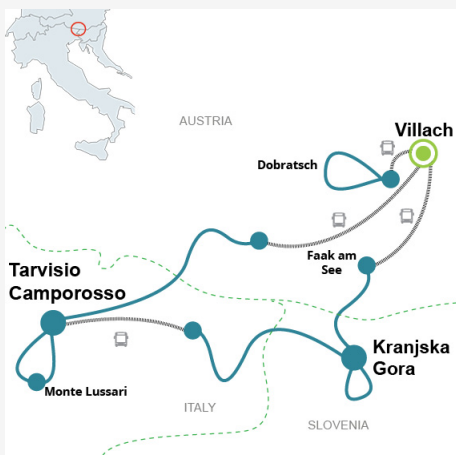 AUSTRIA
Villach
Dobratsch
Faak am
See
Tarvisio
Camporosso
Kranjska
Gora
Monte Lussari
ITALY
SLOVENIA